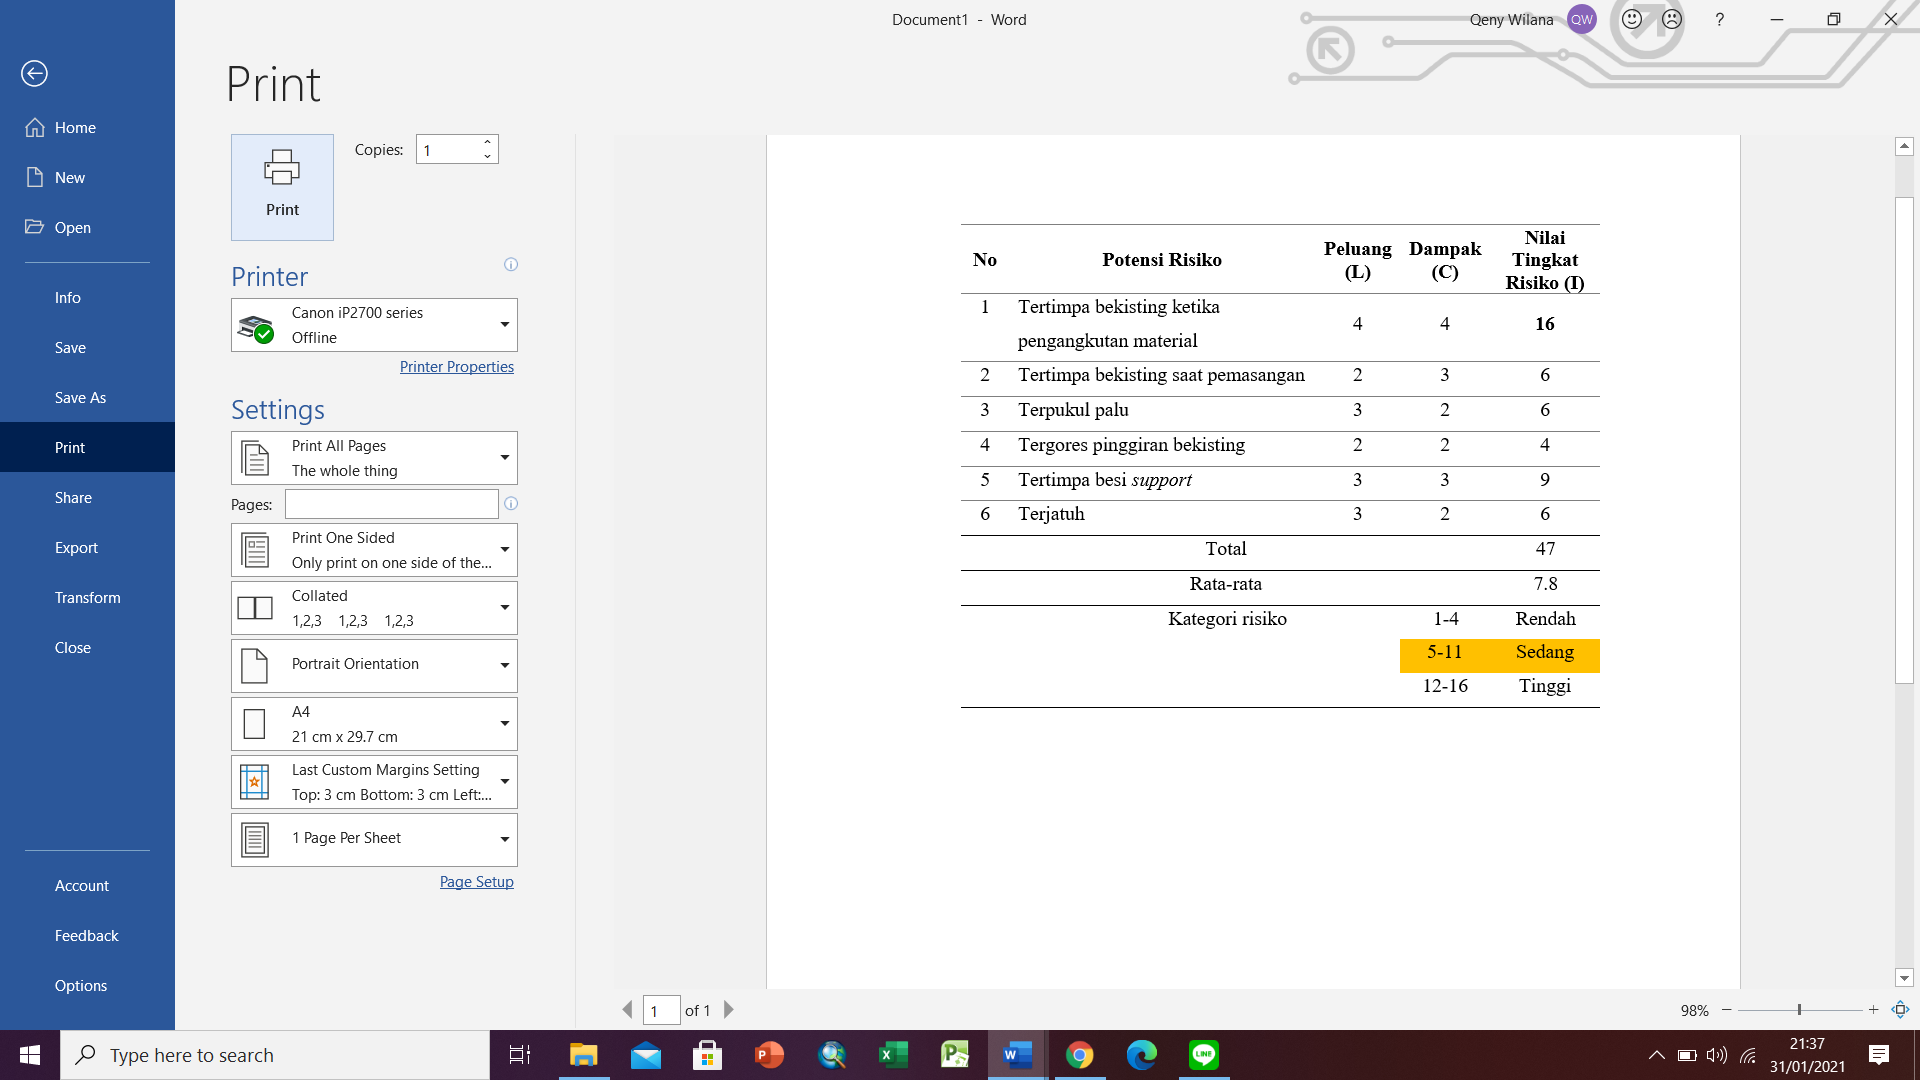 Document1 - Word
Qeny Wilana
QW
?
Print
Home
New
Open
Info
Save
Save As
Print
Share
Export
Transform
Close
Account
Feedback
Options
Print
Copies: 1
Printer
Canon iP2700 series
Offline
Printer Properties
Settings
Print All Pages
The whole thing
Pages:
Print One Sided
Only print on one side of the...
Collated
1,2,3 1,2,3 1,2,3
Portrait Orientation
A4
21 cm x 29.7 cm
Last Custom Margins Setting
Top: 3 cm Bottom: 3 cm Left:...
1 Page Per Sheet
Page Setup
No Potensi Risiko Peluang (L) Dampak (C) Nilai Tingkat Risiko (I)
1 Tertimpa bekisting ketika
pengangkutan material 4 4 16
2 Tertimpa bekisting saat pemasangan 2 3 6
3 Terpukul palu 3 2 6
4 Tergores pinggiran bekisting 2 2 4
5 Tertimpa besi support 3 3 9
6 Terjatuh 3 2 6
Total 47
Rata-rata 7.8
Kategori risiko 1-4 Rendah
5-11 Sedang
12-16 Tinggi
1 of 1
98%
Type here to search
LINE
21:37
31/01/2021